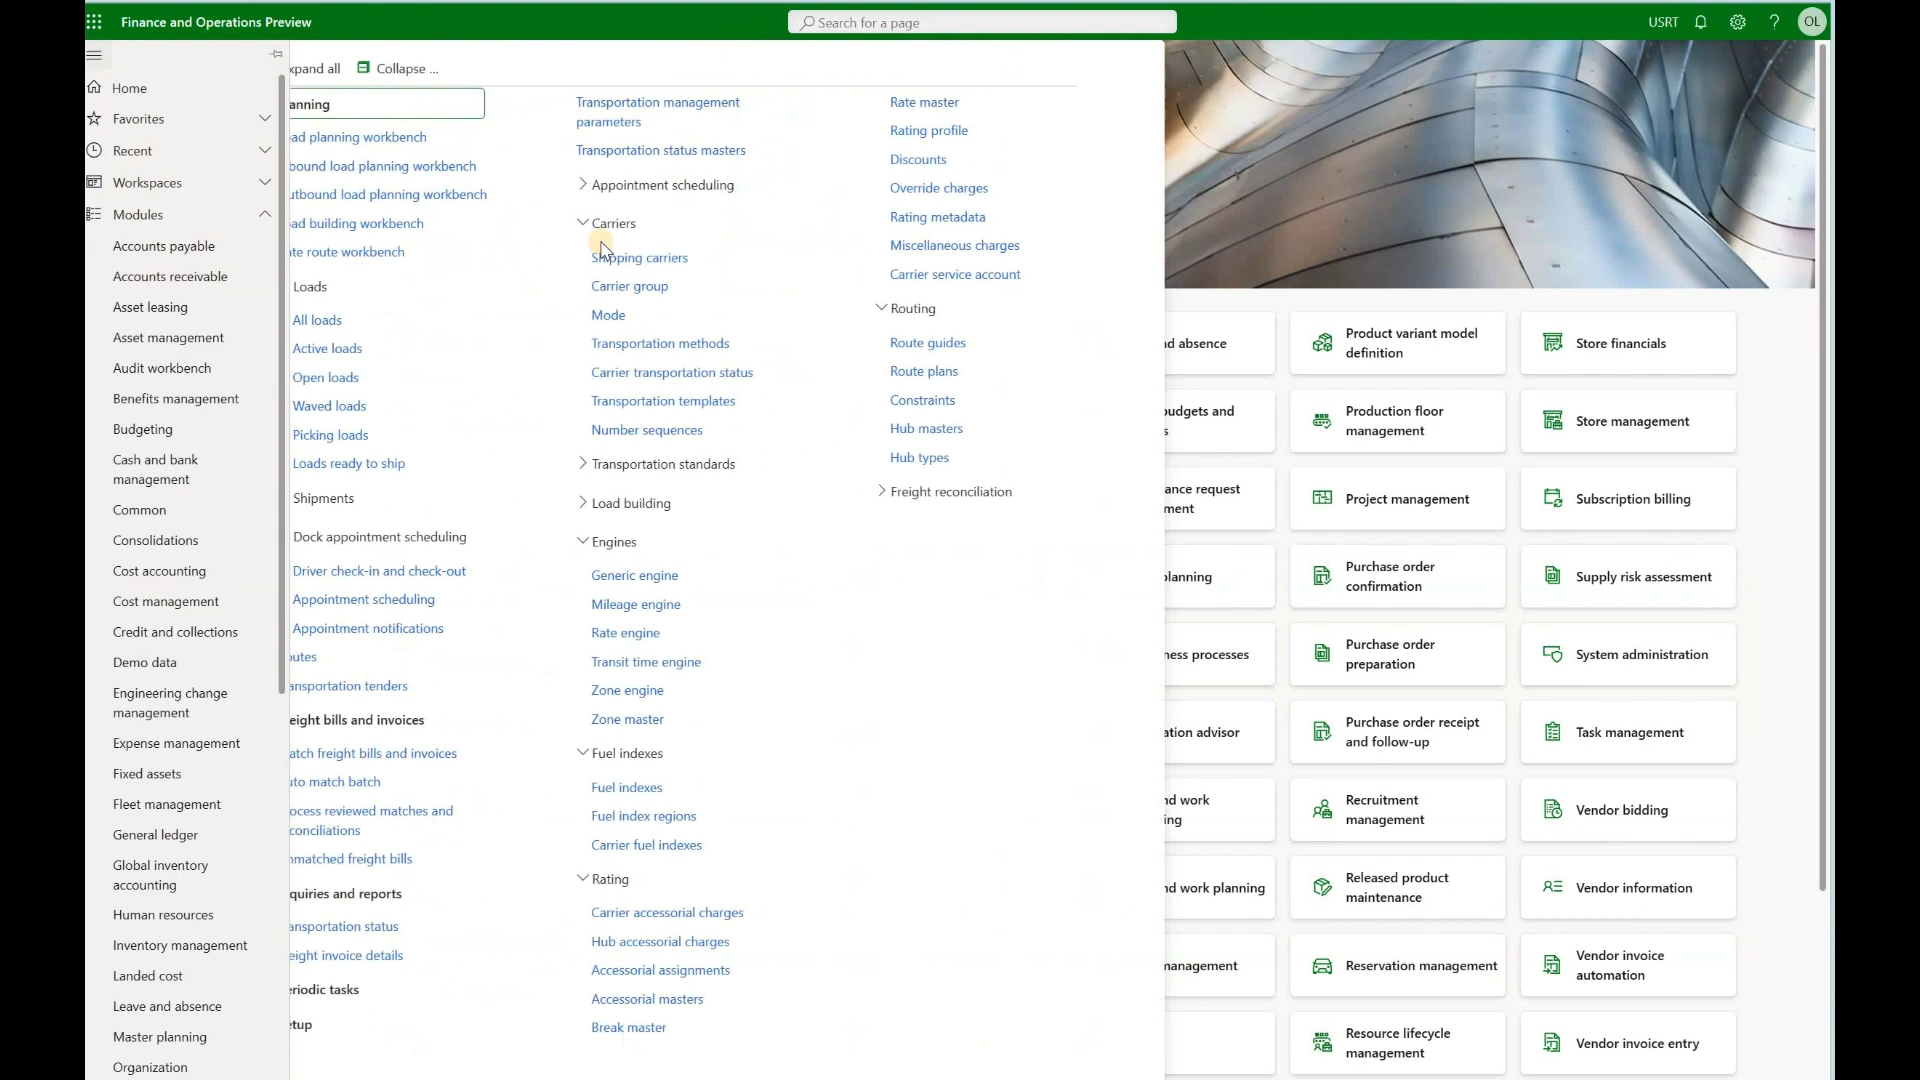 Finance and Operations Preview
Search for a page
USRT
OL
Home
Favorites
Recent
Workspaces
Modules
Accounts payable
Accounts receivable
Asset leasing
Asset management
Audit workbench
Benefits management
Budgeting
Cash and bank
management
Common
Consolidations
Cost accounting
Cost management
Credit and collections
Demo data
Engineering change
management
Expense management
Fixed assets
Fleet management
General ledger
Global inventory
accounting
Human resources
Inventory management
Landed cost
Leave and absence
Master planning
Organization
xpand all
Collapse ...
anning
ad planning workbench
bound load planning workbench
utbound load planning workbench
ad building workbench
te route workbench
Loads
All loads
Active loads
Open loads
Waved loads
Picking loads
Loads ready to ship
Shipments
Dock appointment scheduling
Driver check-in and check-out
Appointment scheduling
Appointment notifications
utes
ansportation tenders
eight bills and invoices
atch freight bills and invoices
to match batch
ocess reviewed matches and
conciliations
nmatched freight bills
quiries and reports
ansportation status
eight invoice details
eriodic tasks
etup
Transportation management
parameters
Transportation status masters
Appointment scheduling
Carriers
Shipping carriers
Carrier group
Mode
Transportation methods
Carrier transportation status
Transportation templates
Number sequences
Transportation standards
Load building
Engines
Generic engine
Mileage engine
Rate engine
Transit time engine
Zone engine
Zone master
Fuel indexes
Fuel indexes
Fuel index regions
Carrier fuel indexes
Rating
Carrier accessorial charges
Hub accessorial charges
Accessorial assignments
Accessorial masters
Break master
Rate master
Rating profile
Discounts
Override charges
Rating metadata
Miscellaneous charges
Carrier service account
Routing
Route guides
Route plans
Constraints
Hub masters
Hub types
Freight reconciliation
d absence
udgets and
s
ance request
ment
lanning
ness processes
ation advisor
d work
ing
d work planning
nanagement
Product variant model
definition
Production floor
management
Project management
Purchase order
confirmation
Purchase order
preparation
Purchase order receipt
and follow-up
Recruitment
management
Released product
maintenance
Reservation management
Resource lifecycle
management
Store financials
Store management
Subscription billing
Supply risk assessment
System administration
Task management
Vendor bidding
Vendor information
Vendor invoice
automation
Vendor invoice entry